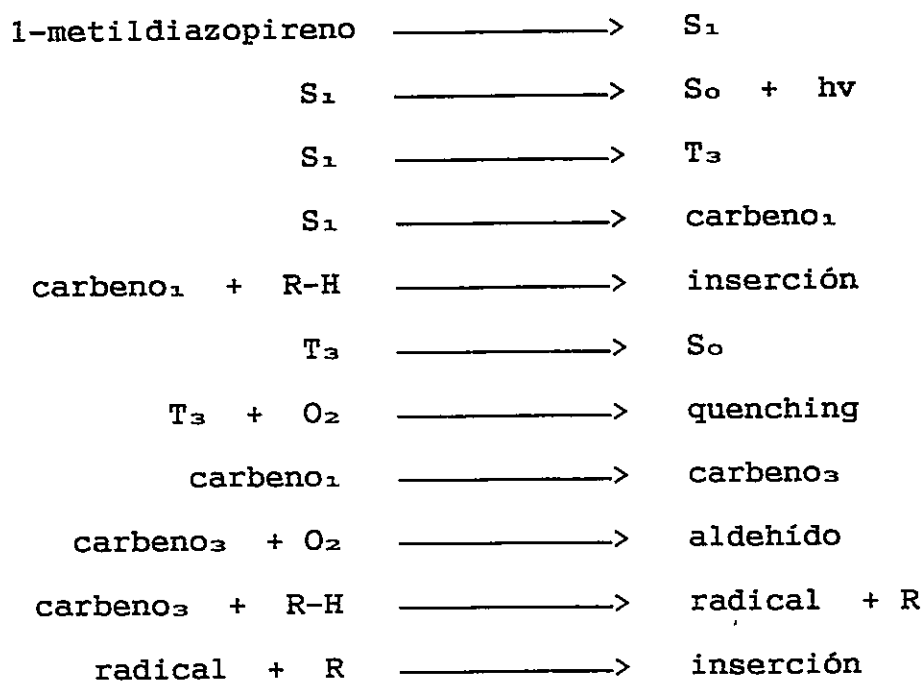 1-metildiazopireno ———> S₁
S₁ ———> S₀ + hv
S₁ ———> T₃
S₁ ———> carbeno₁
carbeno₁ + R-H ———> inserción
T₃ ———> S₀
T₃ + O₂ ———> quenching
carbeno₁ ———> carbeno₃
carbeno₃ + O₂ ———> aldehído
carbeno₃ + R-H ———> radical + R
radical + R ———> inserción